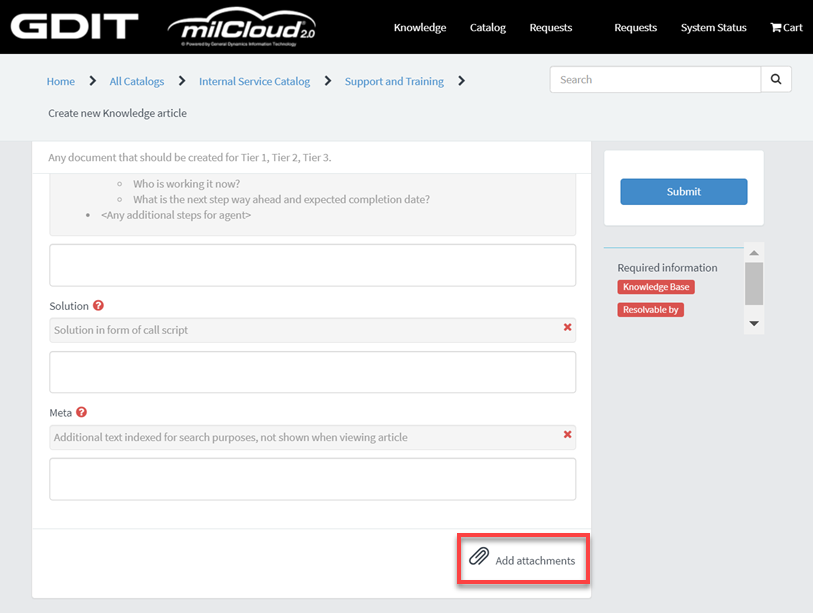 GDIT
milCloud 2.0
© Powered by General Dynamics Information Technology
Knowledge Catalog Requests Requests System Status Cart
Home > All Catalogs > Internal Service Catalog > Support and Training >
Search
Create new Knowledge article
Any document that should be created for Tier 1, Tier 2, Tier 3.
Who is working it now?
What is the next step way ahead and expected completion date?
<Any additional steps for agent>
Solution ?
Solution in form of call script
Meta ?
Additional text indexed for search purposes, not shown when viewing article
Add attachments
Submit
Required information
Knowledge Base
Resolvable by